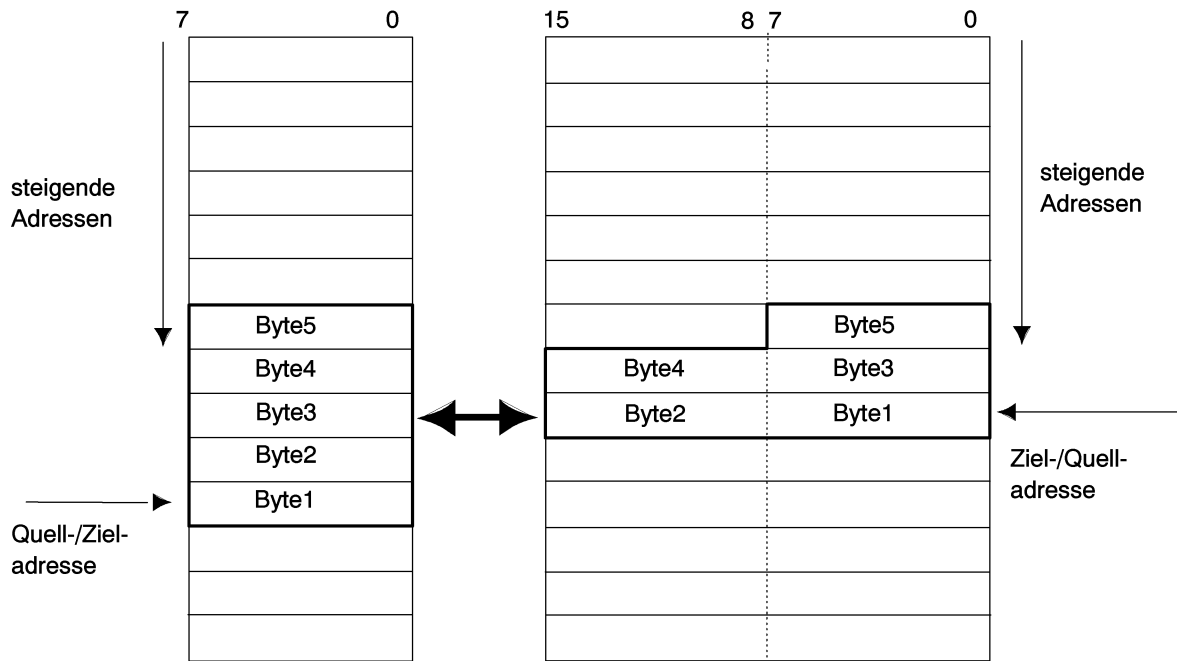 7 0 15 8 7 0
steigende
Adressen
steigende
Adressen
Byte5 Byte5
Byte4 Byte4 Byte3
Byte3 Byte2 Byte1
Byte2
Byte1
Quell-/Ziel-
adresse
Ziel-/Quell-
adresse